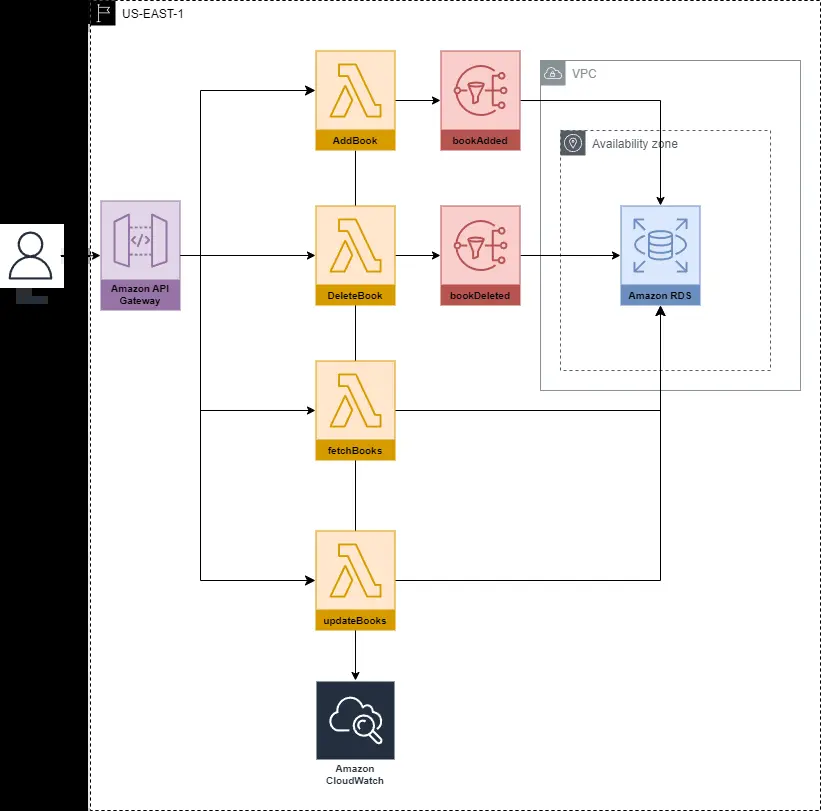 US-EAST-1
VPC
AddBook
bookAdded
Availability zone
Amazon API
Gateway
DeleteBook
bookDeleted
Amazon RDS
fetchBooks
updateBooks
Amazon
CloudWatch